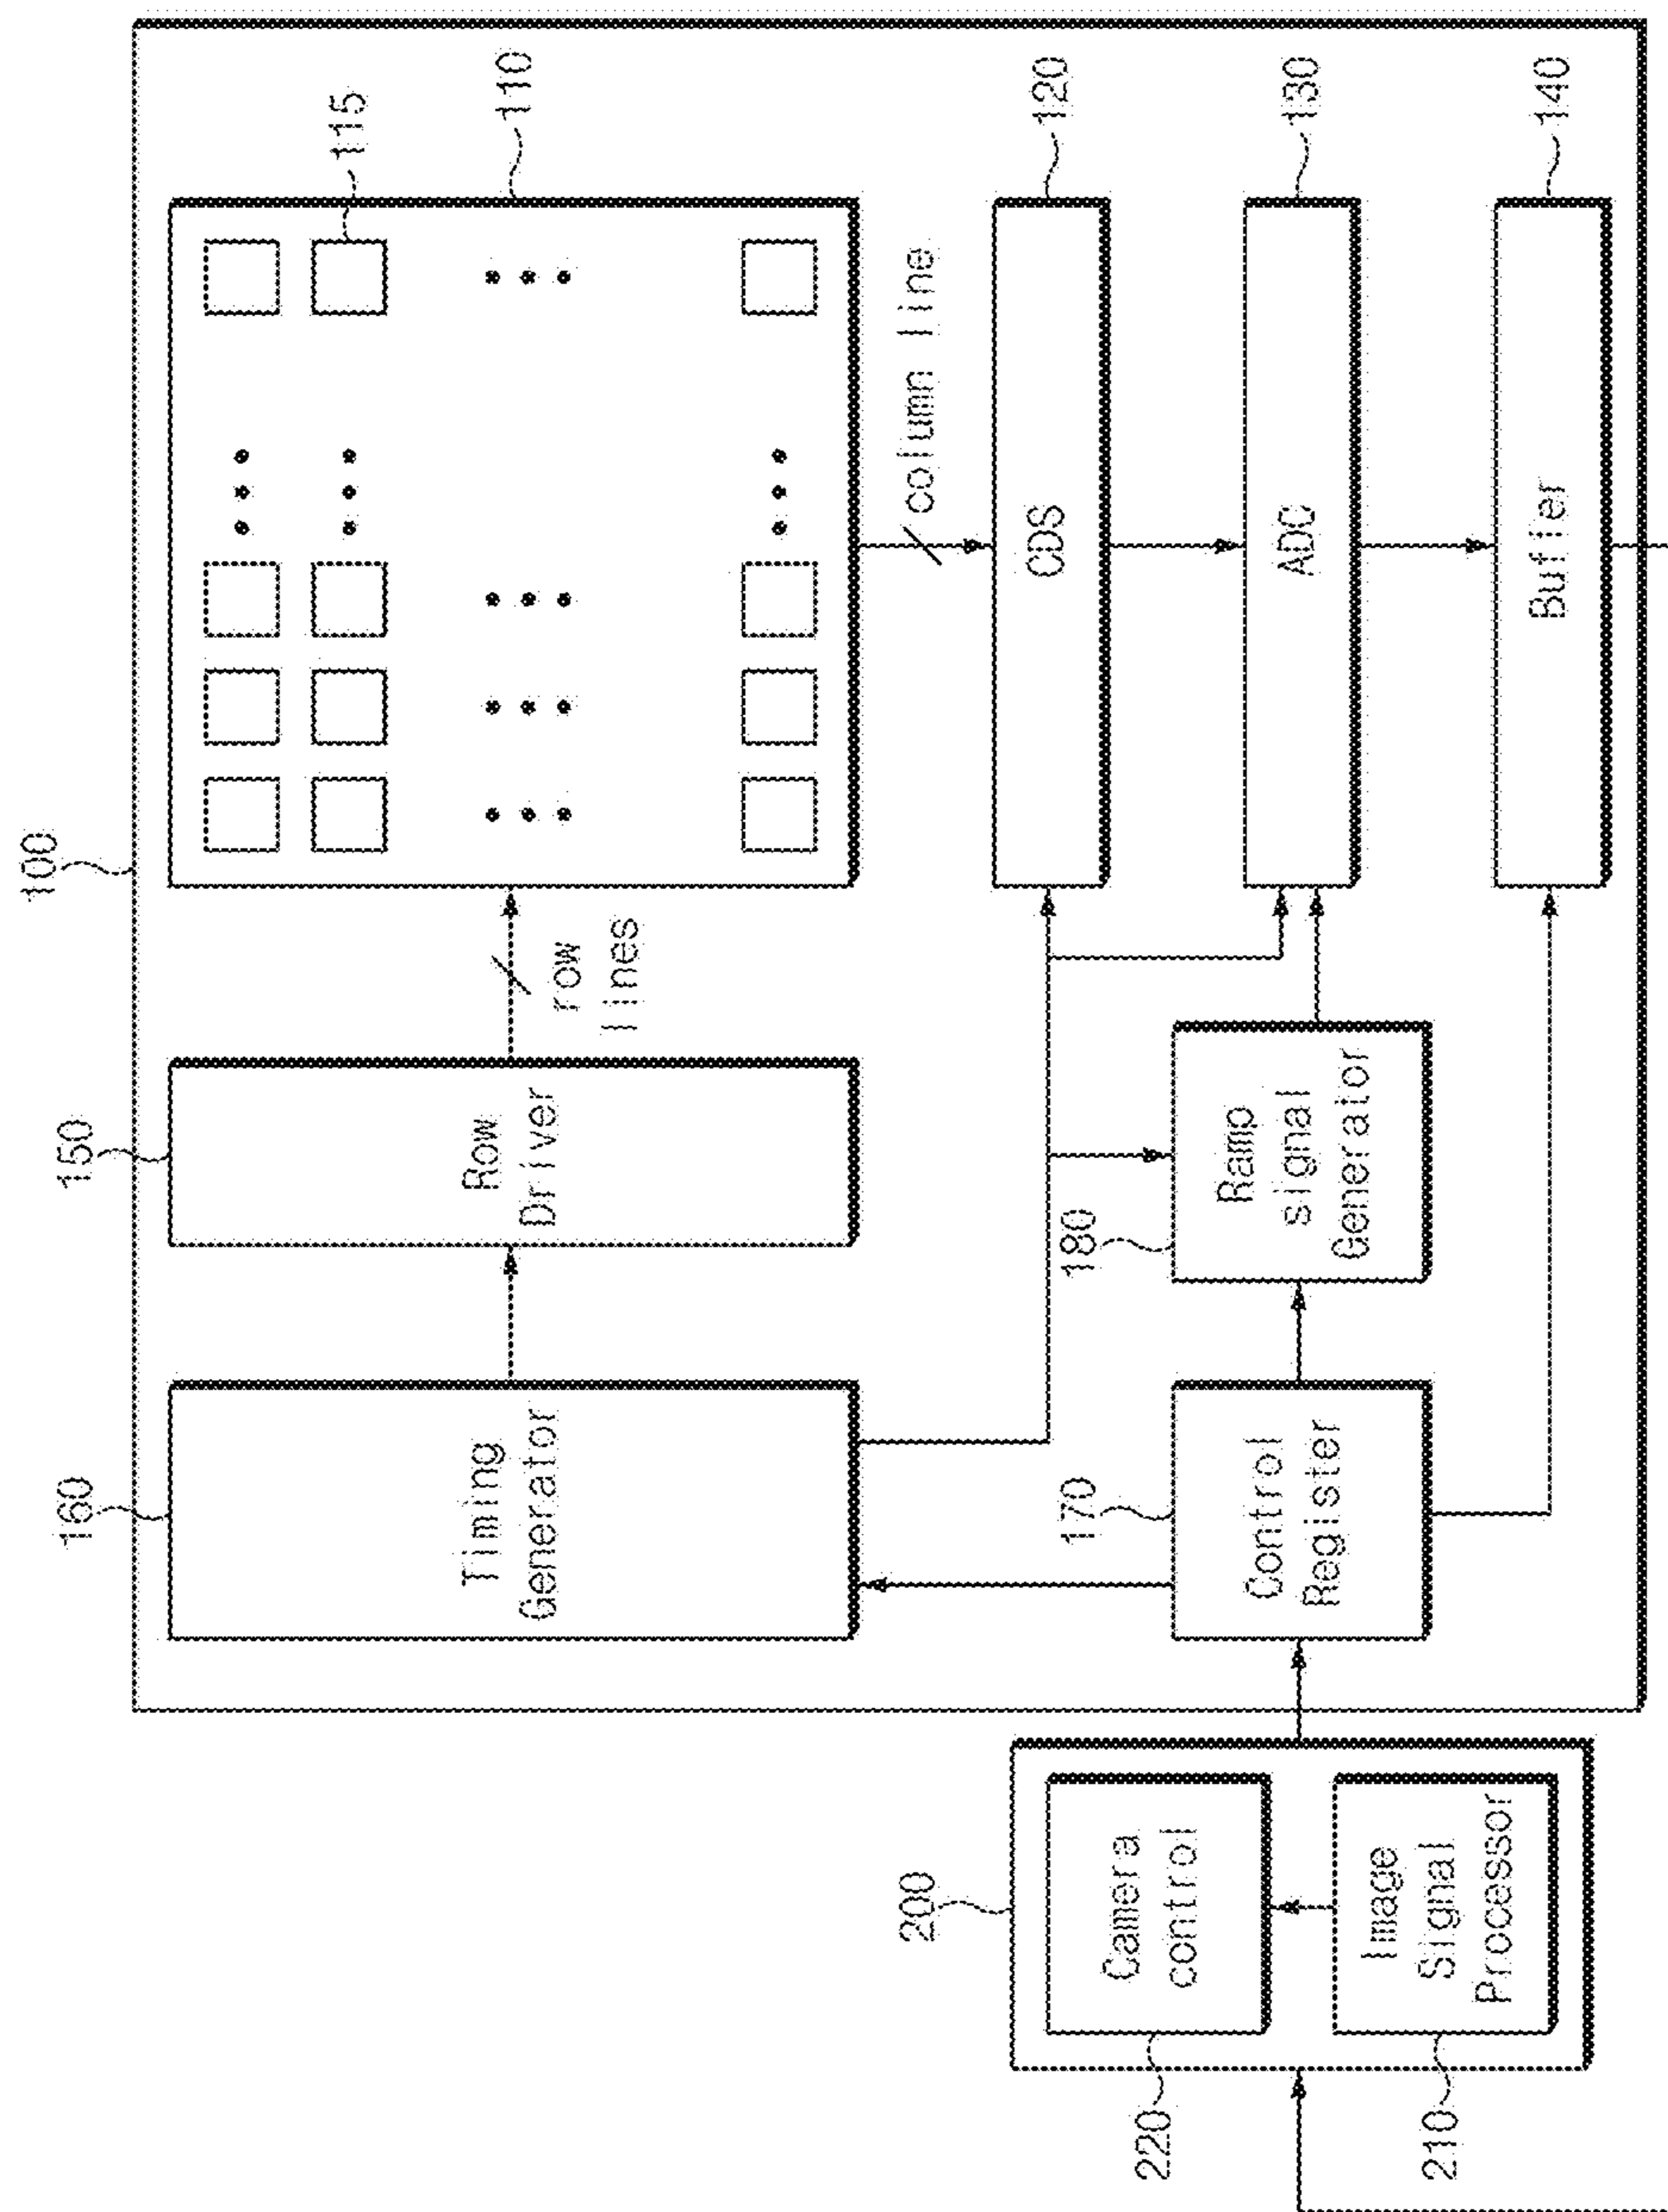 100
160
Timing
Generator
150
Row
Driver
row
lines
115
110
column line
200
220
Camera
control
210
Image
Signal
Processor
170
Control
Register
180
Ramp
signal
Generator
CDS
120
ADC
130
Buffer
140